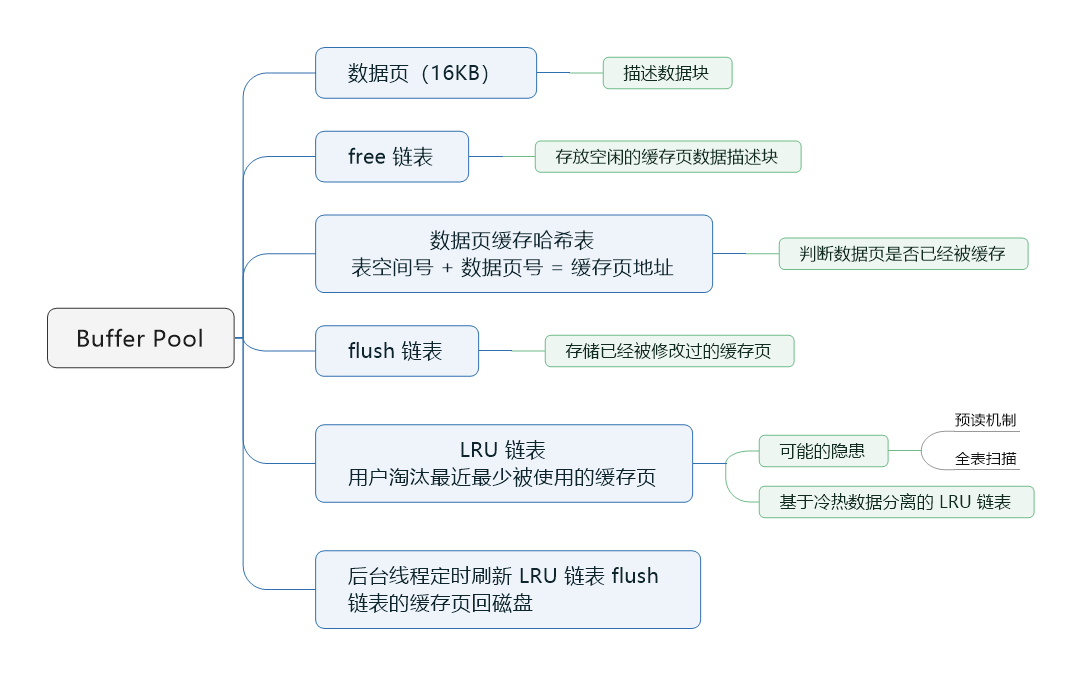 数据页（16KB）
描述数据块
free 链表
存放空闲的缓存页数据描述块
数据页缓存哈希表
表空间号 + 数据页号 = 缓存页地址
判断数据页是否已经被缓存
Buffer Pool
flush 链表
存储已经被修改过的缓存页
LRU 链表
用户淘汰最近最少被使用的缓存页
可能的隐患
预读机制
全表扫描
基于冷热数据分离的 LRU 链表
后台线程定时刷新 LRU 链表 flush
链表的缓存页回磁盘